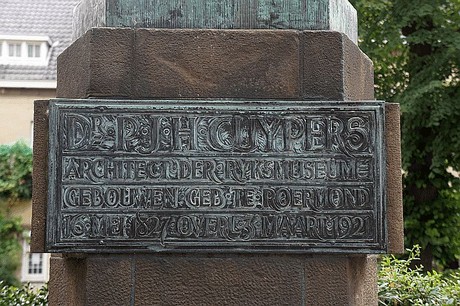 DR P.J.H. CUYPERS
ARCHITECT·DER·RYKSMUSEUM=
GEBOUWEN·GEB:TE·ROERMOND
16·MEI·1827·OVERL·3·MAART·1921